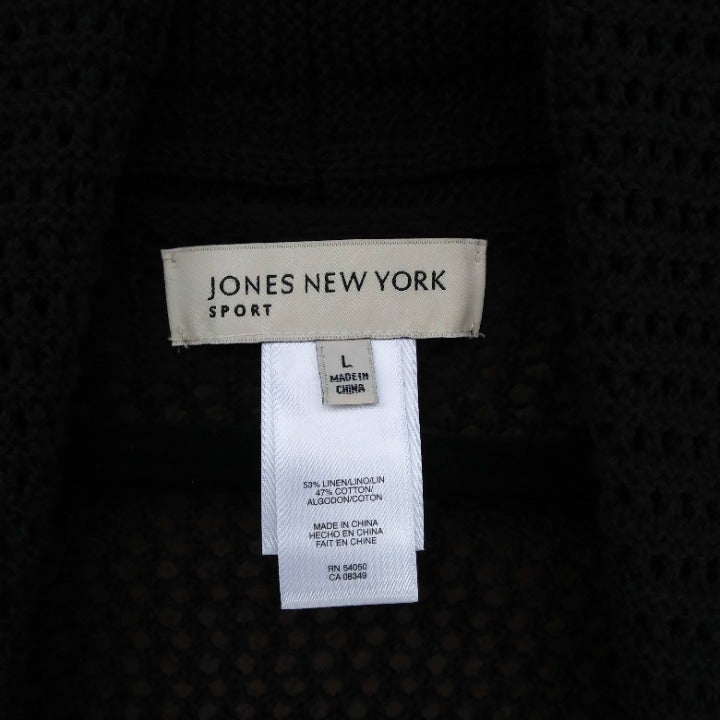 JONES NEW YORK
SPORT
L
MADE IN
CHINA
53% LINEN/LINO/LIN
47% COTTON/
ALGODON/COTON
MADE IN CHINA
HECHO EN CHINA
FAIT EN CHINE
RN 54050
CA 08349